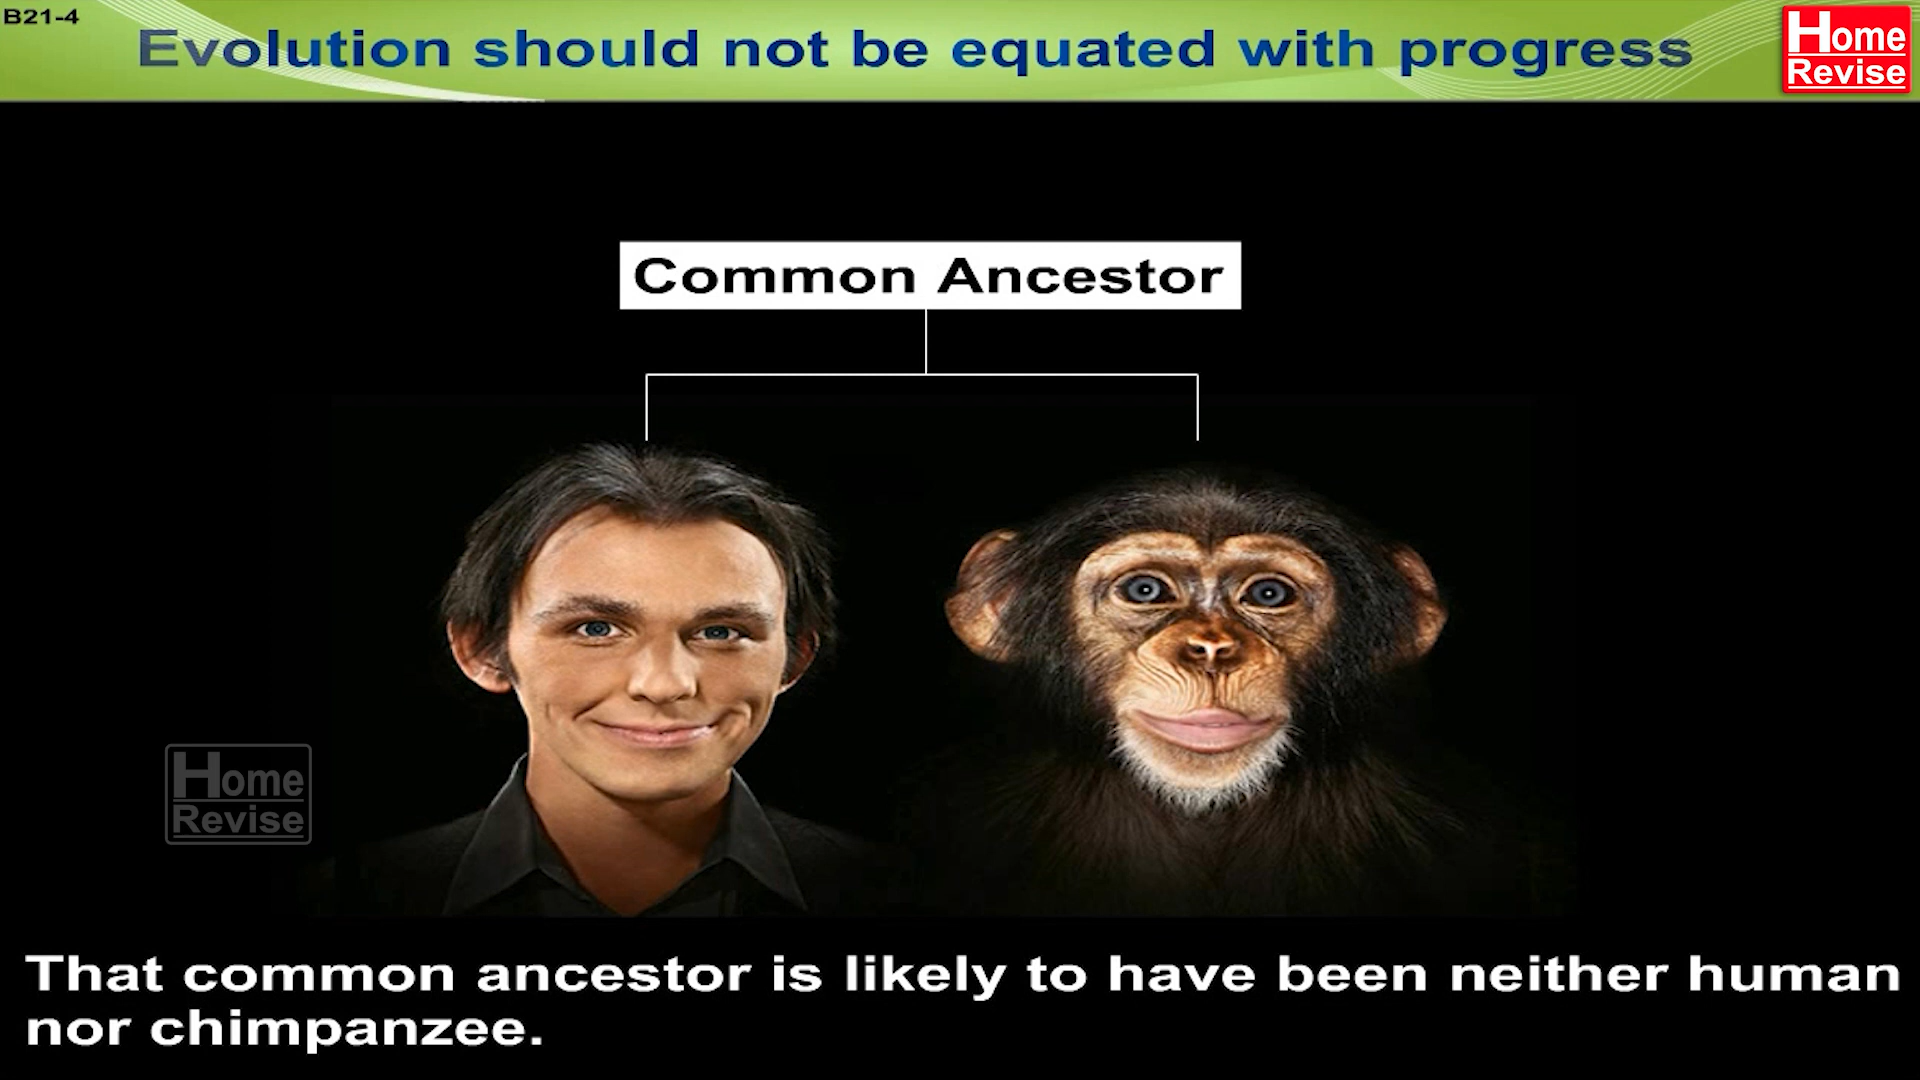 B21-4
Evolution should not be equated with progress
Home
Revise
Common Ancestor
Home
Revise
That common ancestor is likely to have been neither human
nor chimpanzee.